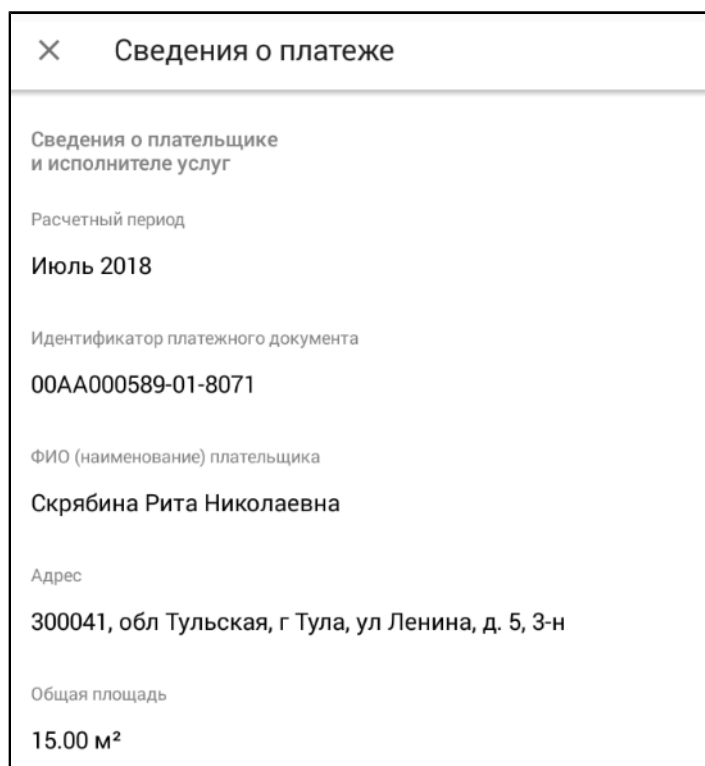 Сведения о платеже
Сведения о плательщике
и исполнителе услуг
Расчетный период
Июль 2018
Идентификатор платежного документа
00АА000589-01-8071
ФИО (наименование) плательщика
Скрябина Рита Николаевна
Адрес
300041, обл Тульская, г Тула, ул Ленина, д. 5, 3-н
Общая площадь
15.00 м²